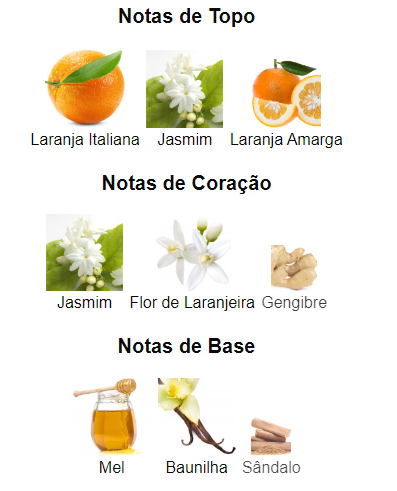 Notas de Topo
Laranja Italiana Jasmim Laranja Amarga
Notas de Coração
Jasmim Flor de Laranjeira Gengibre
Notas de Base
Mel Baunilha Sândalo